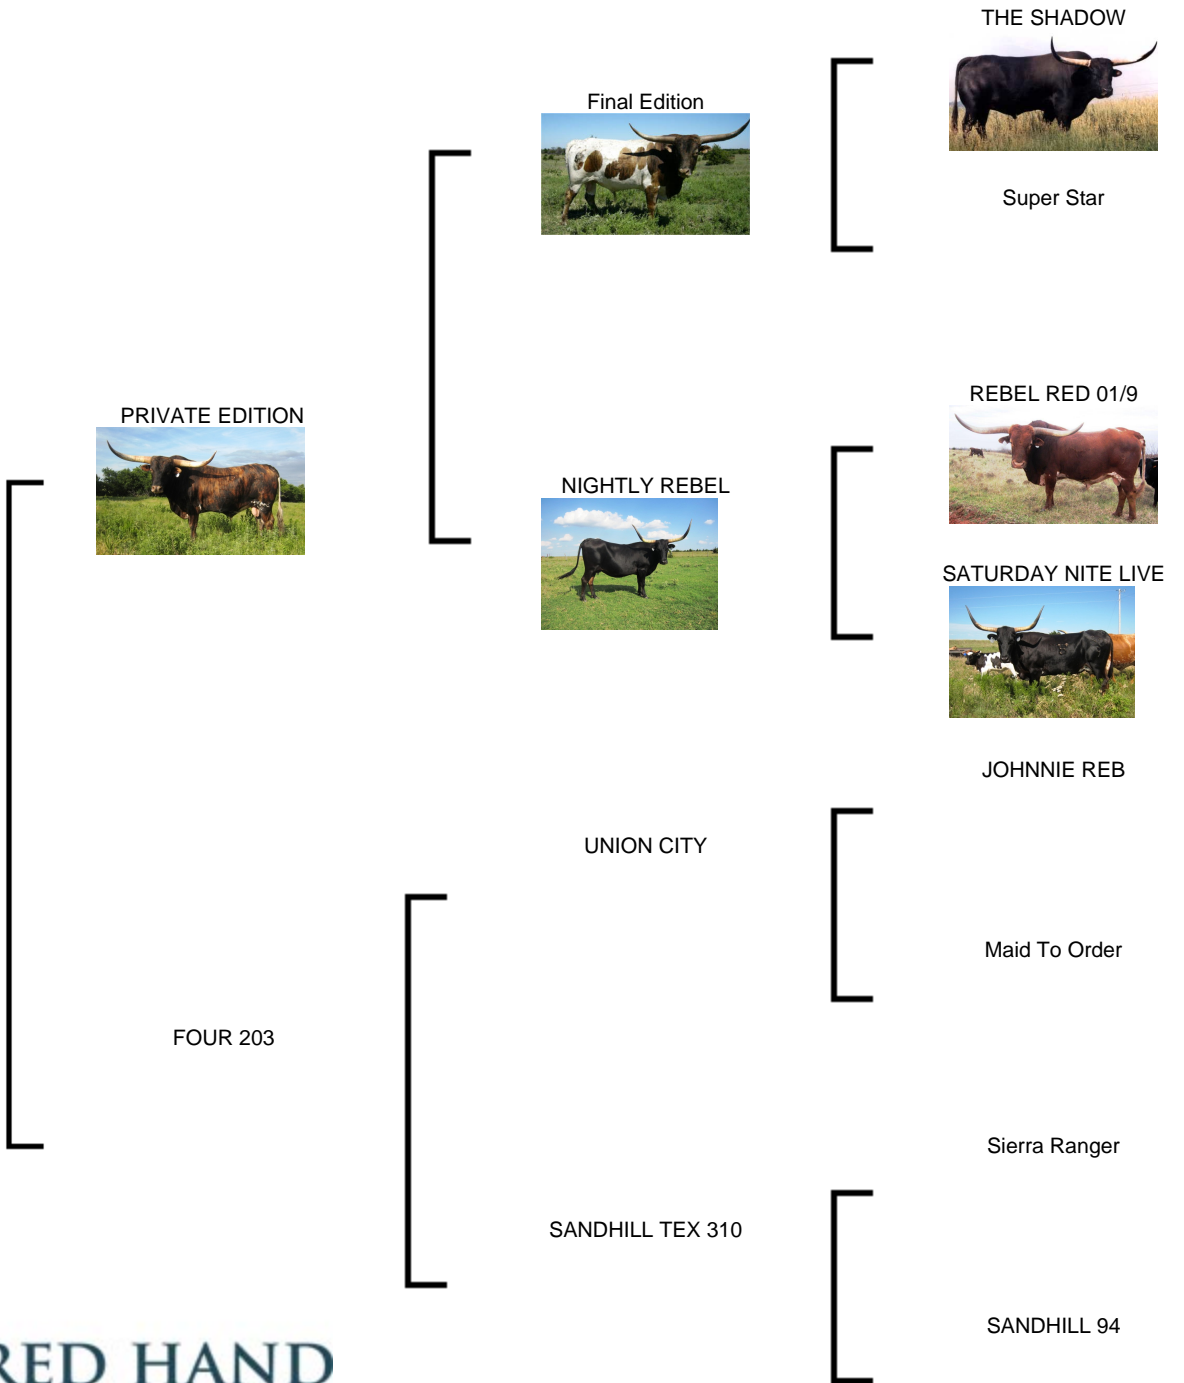 THE SHADOW
Final Edition
Super Star
REBEL RED 01/9
PRIVATE EDITION
NIGHTLY REBEL
SATURDAY NITE LIVE
JOHNNIE REB
UNION CITY
Maid To Order
FOUR 203
Sierra Ranger
SANDHILL TEX 310
SANDHILL 94
RED HAND